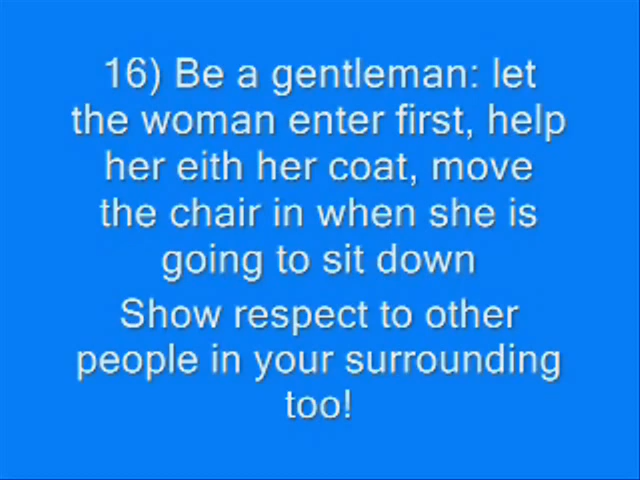 16) Be a gentleman: let
the woman enter first, help
her eith her coat, move
the chair in when she is
going to sit down
Show respect to other
people in your surrounding
too!